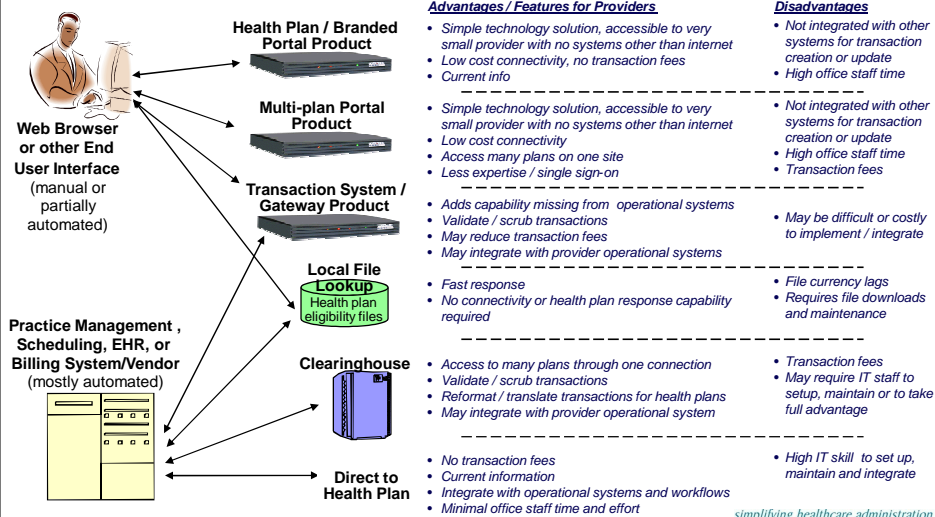 Advantages / Features for Providers
Disadvantages
Health Plan / Branded
Portal Product
• Simple technology solution, accessible to very
small provider with no systems other than internet
• Low cost connectivity, no transaction fees
• Current info
• Not integrated with other
systems for transaction
creation or update
• High office staff time
Multi-plan Portal
Product
• Simple technology solution, accessible to very
small provider with no systems other than internet
• Low cost connectivity
• Access many plans on one site
• Less expertise / single sign-on
• Not integrated with other
systems for transaction
creation or update
• High office staff time
• Transaction fees
Web Browser
or other End
User Interface
(manual or
partially
automated)
Transaction System /
Gateway Product
• Adds capability missing from operational systems
• Validate / scrub transactions
• May reduce transaction fees
• May integrate with provider operational systems
• May be difficult or costly
to implement / integrate
Local File
Lookup
Health plan
eligibility files
• Fast response
• No connectivity or health plan response capability
required
• File currency lags
• Requires file downloads
and maintenance
Practice Management ,
Scheduling, EHR, or
Billing System/Vendor
(mostly automated)
Clearinghouse
• Access to many plans through one connection
• Validate / scrub transactions
• Reformat / translate transactions for health plans
• May integrate with provider operational system
• Transaction fees
• May require IT staff to
setup, maintain or to take
full advantage
Direct to
Health Plan
• No transaction fees
• Current information
• Integrate with operational systems and workflows
• Minimal office staff time and effort
• High IT skill to set up,
maintain and integrate
simplifying healthcare administration